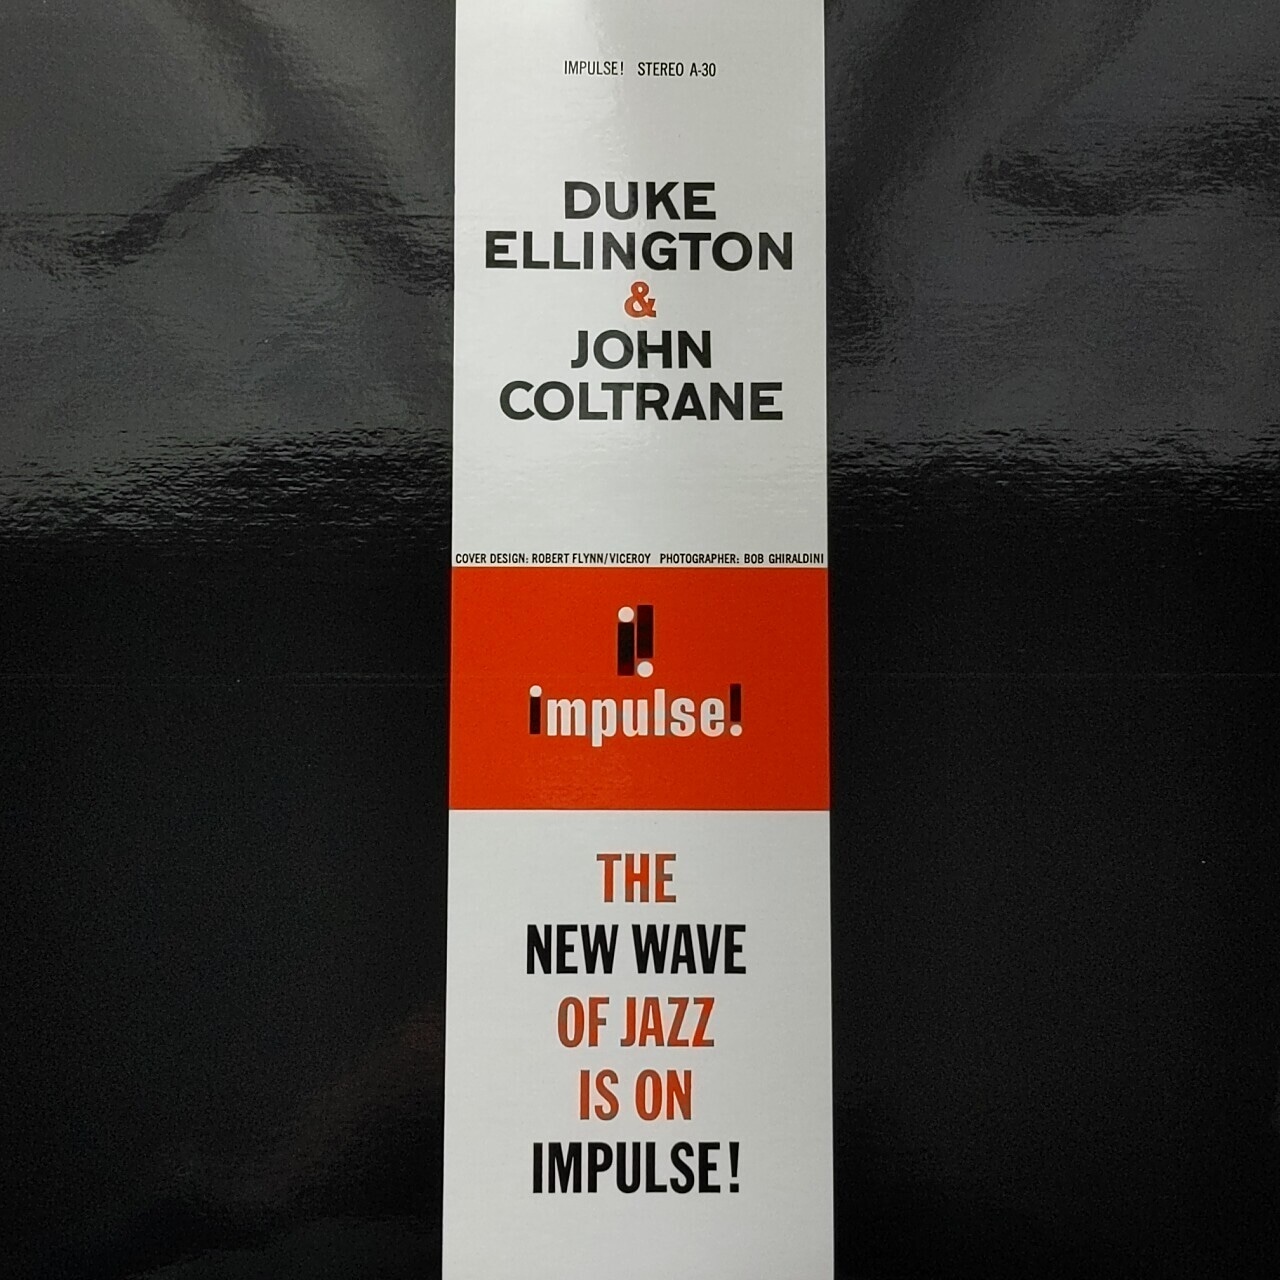 IMPULSE! STEREO A-30
DUKE
ELLINGTON
&
JOHN
COLTRANE
COVER DESIGN: ROBERT FLYNN/VICEROY PHOTOGRAPHER: BOB GHIRALDINI
i!
impulse!
THE
NEW WAVE
OF JAZZ
IS ON
IMPULSE!